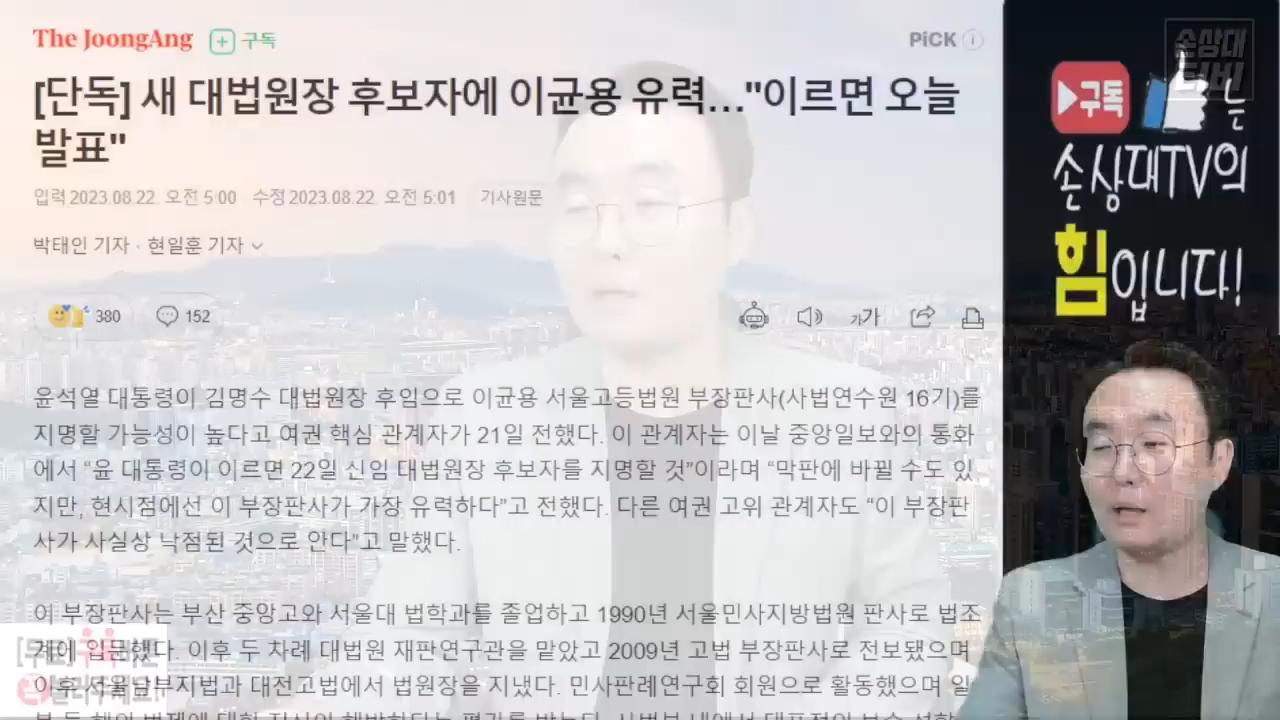 The JoongAng + 구독
PiCK i
[단독] 새 대법원장 후보자에 이균용 유력…"이르면 오늘
발표"
입력 2023.08.22. 오전 5:00 수정 2023.08.22. 오전 5:01 기사원문
박태인 기자 · 현일훈 기자
380 152
가가
윤석열 대통령이 김명수 대법원장 후임으로 이균용 서울고등법원 부장판사(사법연수원 16기)를
지명할 가능성이 높다고 여권 핵심 관계자가 21일 전했다. 이 관계자는 이날 중앙일보와의 통화
에서 “윤 대통령이 이르면 22일 신임 대법원장 후보자를 지명할 것”이라며 “막판에 바뀔 수도 있
지만, 현시점에선 이 부장판사가 가장 유력하다”고 전했다. 다른 여권 고위 관계자도 “이 부장판
사가 사실상 낙점된 것으로 안다”고 말했다.
이 부장판사는 부산 중앙고와 서울대 법학과를 졸업하고 1990년 서울민사지방법원 판사로 법조
계에 입문했다. 이후 두 차례 대법원 재판연구관을 맡았고 2009년 고법 부장판사로 전보됐으며
이후 서울남부지법과 대전고법에서 법원장을 지냈다. 민사판례연구회 회원으로 활동했으며 일
손상대
티비
구독
는
손상대TV의
힘입니다!